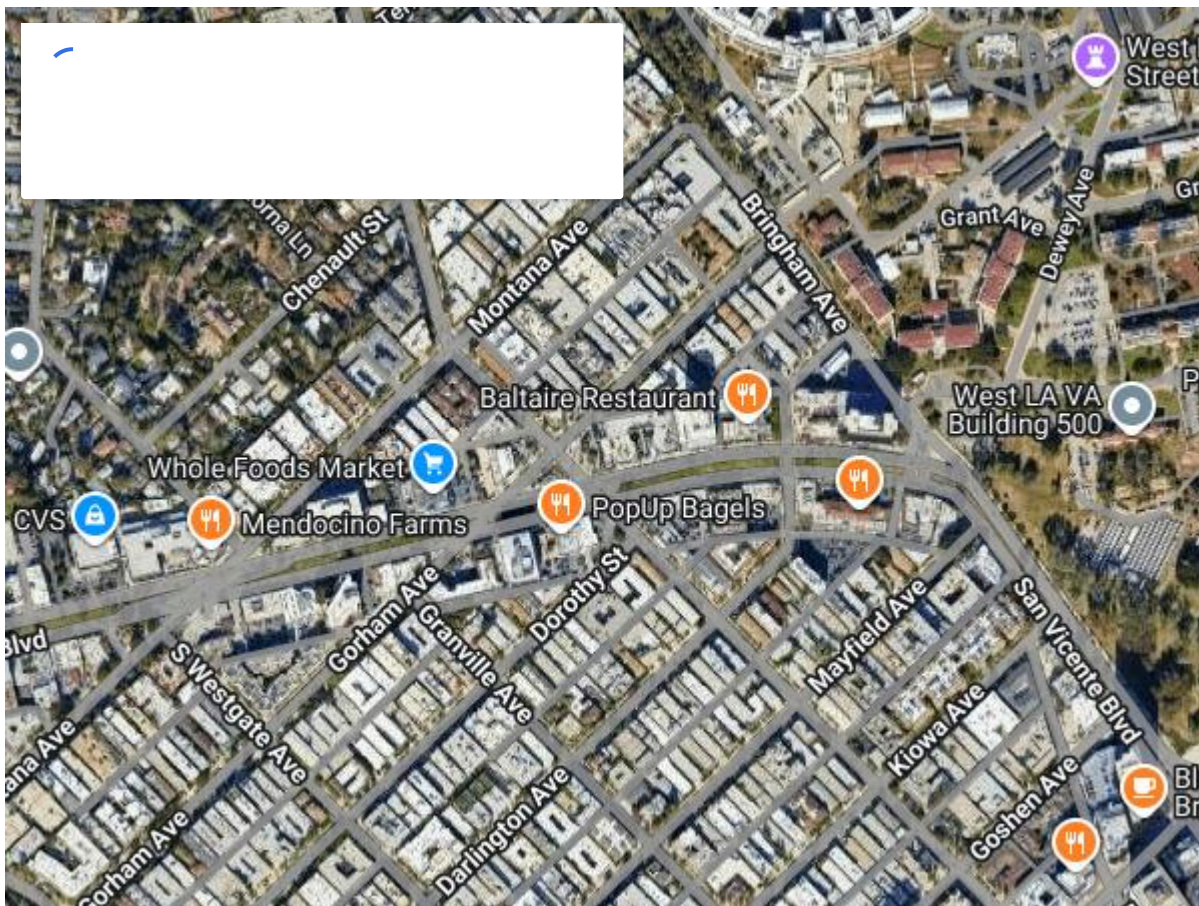 West
Street
Grant Ave
Dewey Ave
Bringham Ave
Chenault St
Montana Ave
Baltaire Restaurant
West LA VA
Building 500
Whole Foods Market
PopUp Bagels
CVS
Mendocino Farms
Blvd
Gorham Ave
Granville Ave
Dorothy St
S Westgate Ave
Mayfield Ave
San Vicente Blvd
Kiowa Ave
Goshen Ave
Darlington Ave
Gorham Ave